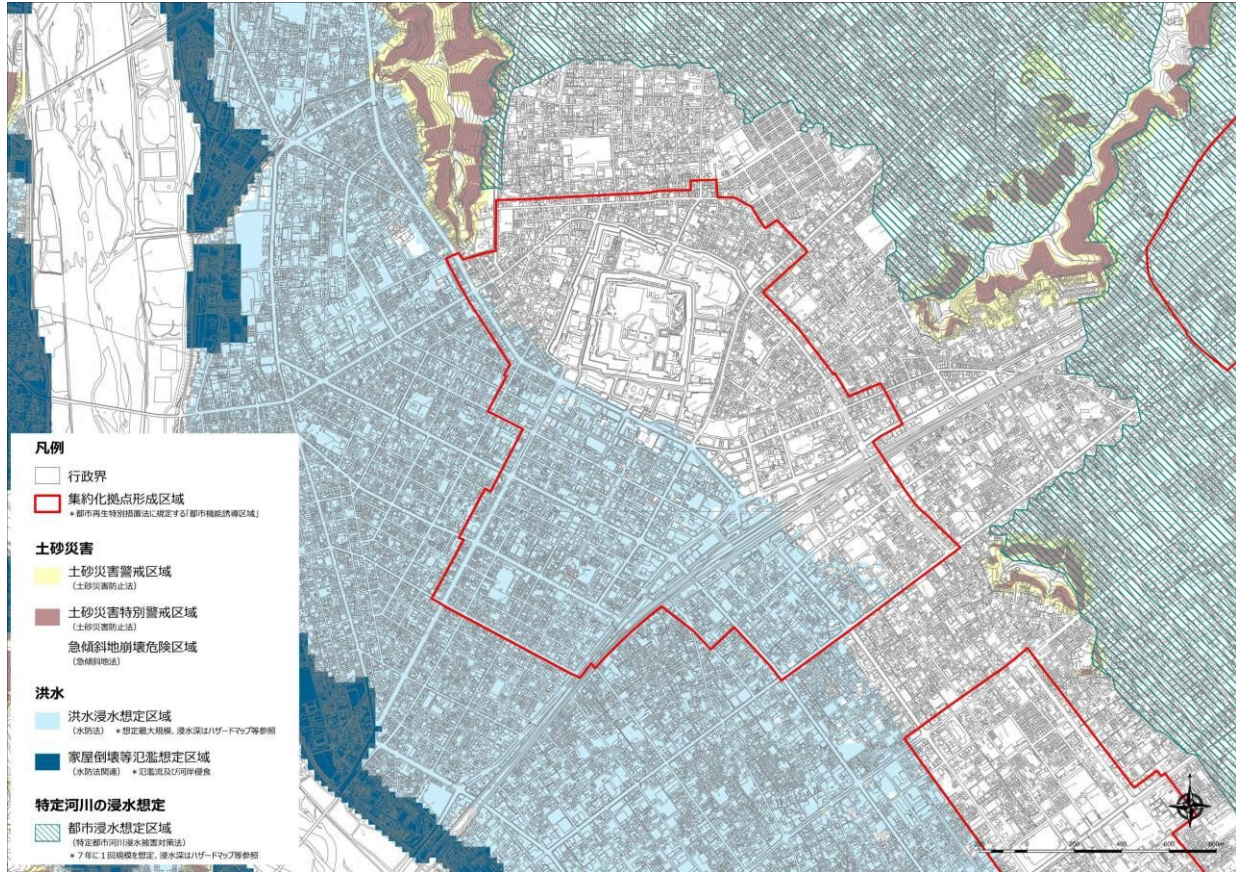 凡例
行政界
集約化拠点形成区域
＊都市再生特別措置法に規定する「都市機能誘導区域」
土砂災害
土砂災害警戒区域
（土砂災害防止法）
土砂災害特別警戒区域
（土砂災害防止法）
急傾斜地崩壊危険区域
（急傾斜地法）
洪水
洪水浸水想定区域
（水防法） ＊想定最大規模、浸水深はハザードマップ等参照
家屋倒壊等氾濫想定区域
（水防法関連） ＊氾濫流及び河岸侵食
特定河川の浸水想定
都市浸水想定区域
（特定都市河川浸水被害対策法）
＊７年に１回規模を想定、浸水深はハザードマップ等参照
200 0 200 400 600 800m